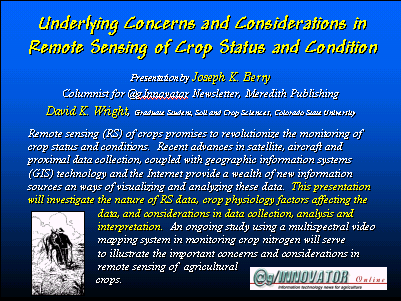 Underlying Concerns and Considerations in
Remote Sensing of Crop Status and Condition
Presentation by Joseph K. Berry
Columnist for @g.Innovator Newsletter, Meredith Publishing
David K. Wright, Graduate Student, Soil and Crop Sciences, Colorado State University
Remote sensing (RS) of crops promises to revolutionize the monitoring of
crop status and conditions. Recent advances in satellite, aircraft and
proximal data collection, coupled with geographic information systems
(GIS) technology and the Internet provide a wealth of new information
sources an ways of visualizing and analyzing these data. This presentation
will investigate the nature of RS data, crop physiology factors affecting the
data, and considerations in data collection, analysis and
interpretation. An ongoing study using a multispectral video
mapping system in monitoring crop nitrogen will serve
to illustrate the important concerns and considerations in
remote sensing of agricultural
crops.
@g/INNOVATOR Online
information technology news for agriculture